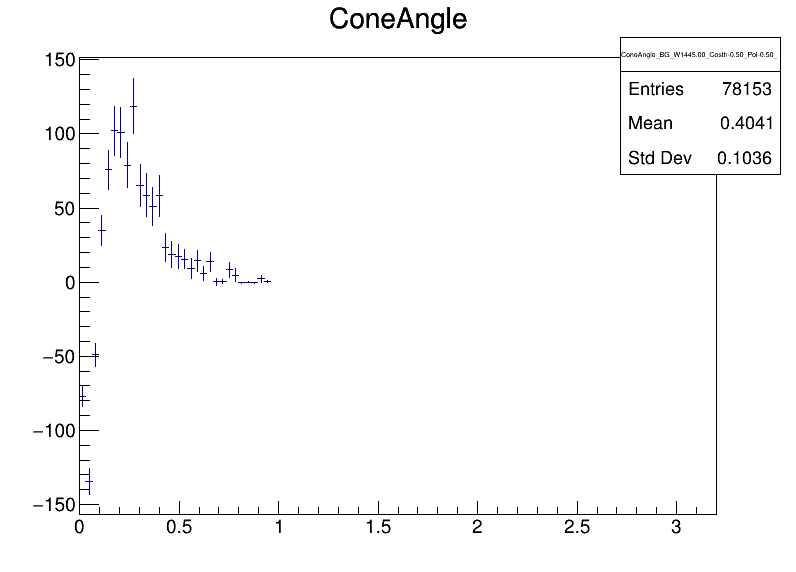 ConeAngle
ConeAngle_BG_W1445.00_Costh-0.50_Pol-0.50_
Entries 78153
Mean 0.4041
Std Dev 0.1036
150
100
50
0
−50
−100
−150
0 0.5 1 1.5 2 2.5 3